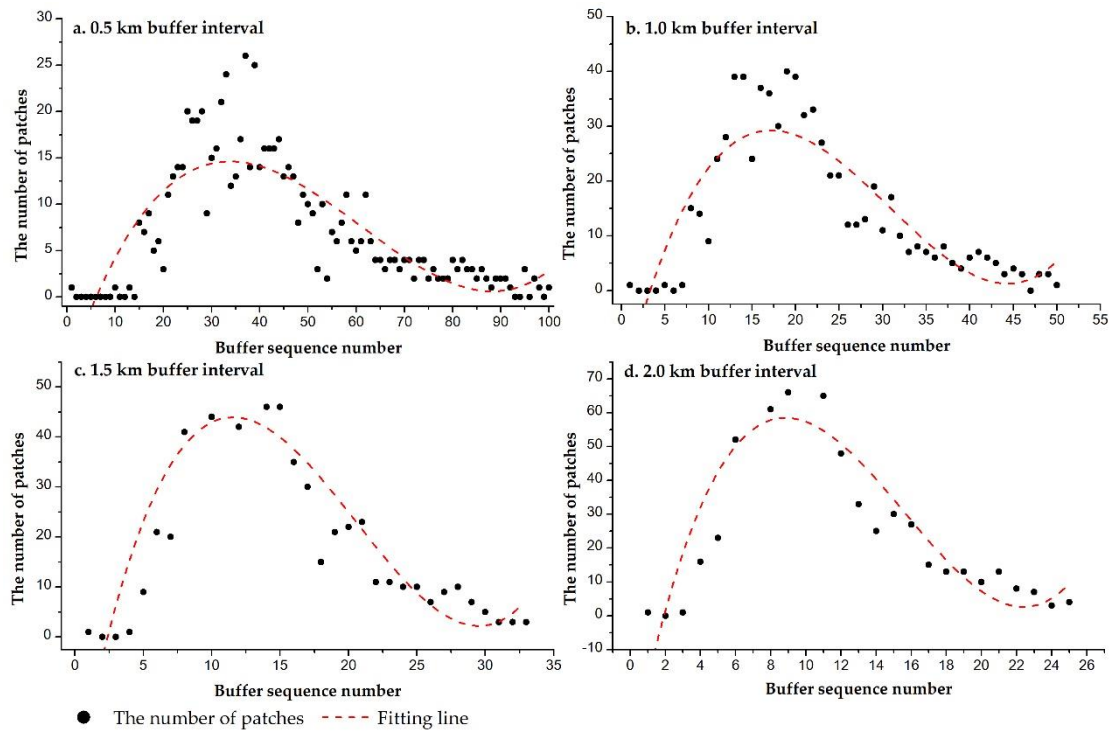 a. 0.5 km buffer interval
The number of patches
30
25
20
15
10
5
0
0 10 20 30 40 50 60 70 80 90 100
Buffer sequence number
b. 1.0 km buffer interval
The number of patches
50
40
30
20
10
0
0 5 10 15 20 25 30 35 40 45 50 55
Buffer sequence number
c. 1.5 km buffer interval
The number of patches
50
40
30
20
10
0
0 5 10 15 20 25 30 35
Buffer sequence number
d. 2.0 km buffer interval
The number of patches
70
60
50
40
30
20
10
0
-10
0 2 4 6 8 10 12 14 16 18 20 22 24 26
Buffer sequence number
The number of patches Fitting line